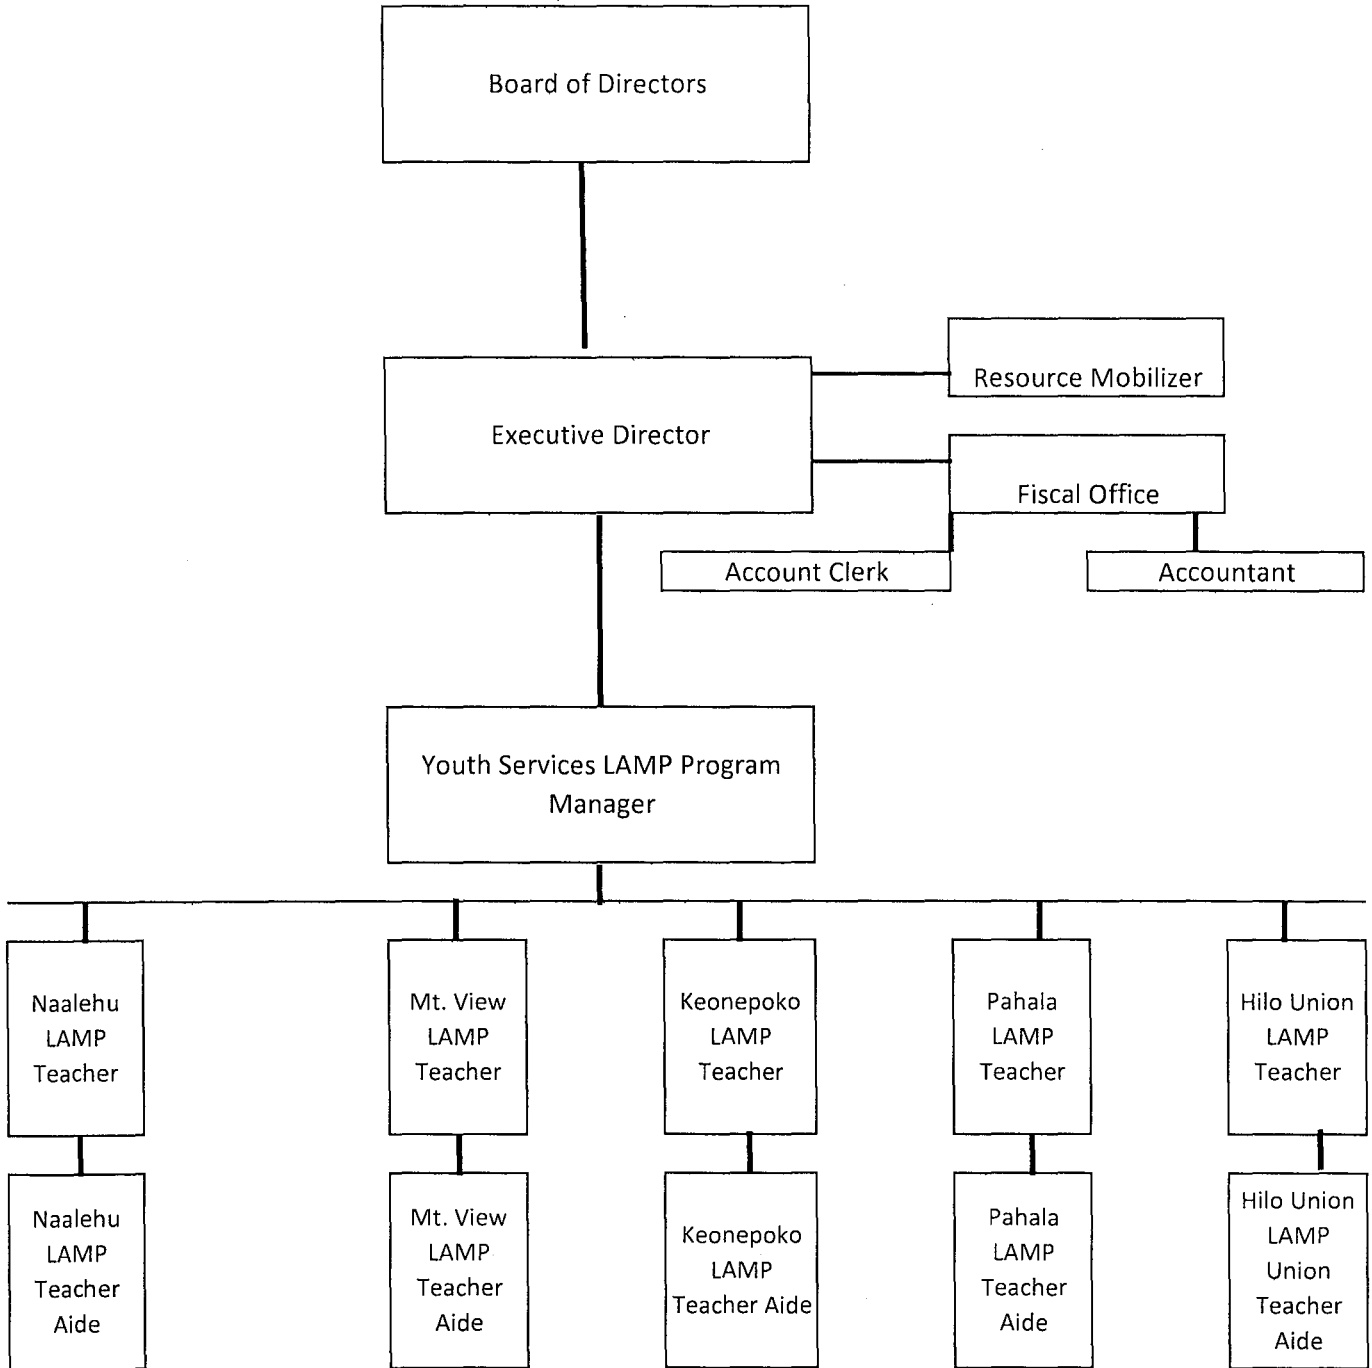 Board of Directors
Resource Mobilizer
Executive Director
Fiscal Office
Account Clerk
Accountant
Youth Services LAMP Program
Manager
Naalehu
LAMP
Teacher
Mt. View
LAMP
Teacher
Keonepoko
LAMP
Teacher
Pahala
LAMP
Teacher
Hilo Union
LAMP
Teacher
Naalehu
LAMP
Teacher
Aide
Mt. View
LAMP
Teacher
Aide
Keonepoko
LAMP
Teacher Aide
Pahala
LAMP
Teacher
Aide
Hilo Union
LAMP
Union
Teacher
Aide